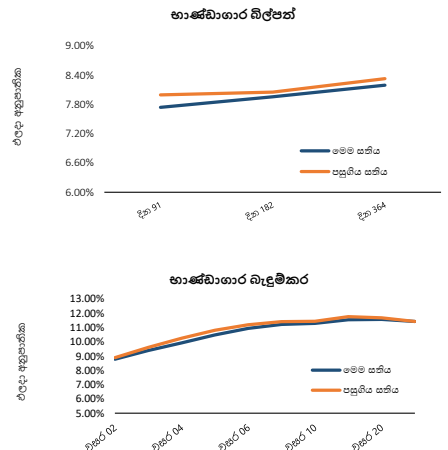 භාණ්ඩාගාර බිල්පත්
ඵලදා අනුපාතික
9.00%
8.40%
7.80%
7.20%
6.60%
6.00%
මෙම සතිය
පසුගිය සතිය
දින 91
දින 182
දින 364
භාණ්ඩාගාර බැඳුම්කර
ඵලදා අනුපාතික
13.00%
12.00%
11.00%
10.00%
9.00%
8.00%
7.00%
6.00%
5.00%
මෙම සතිය
පසුගිය සතිය
වසර 02
වසර 04
වසර 06
වසර 10
වසර 20